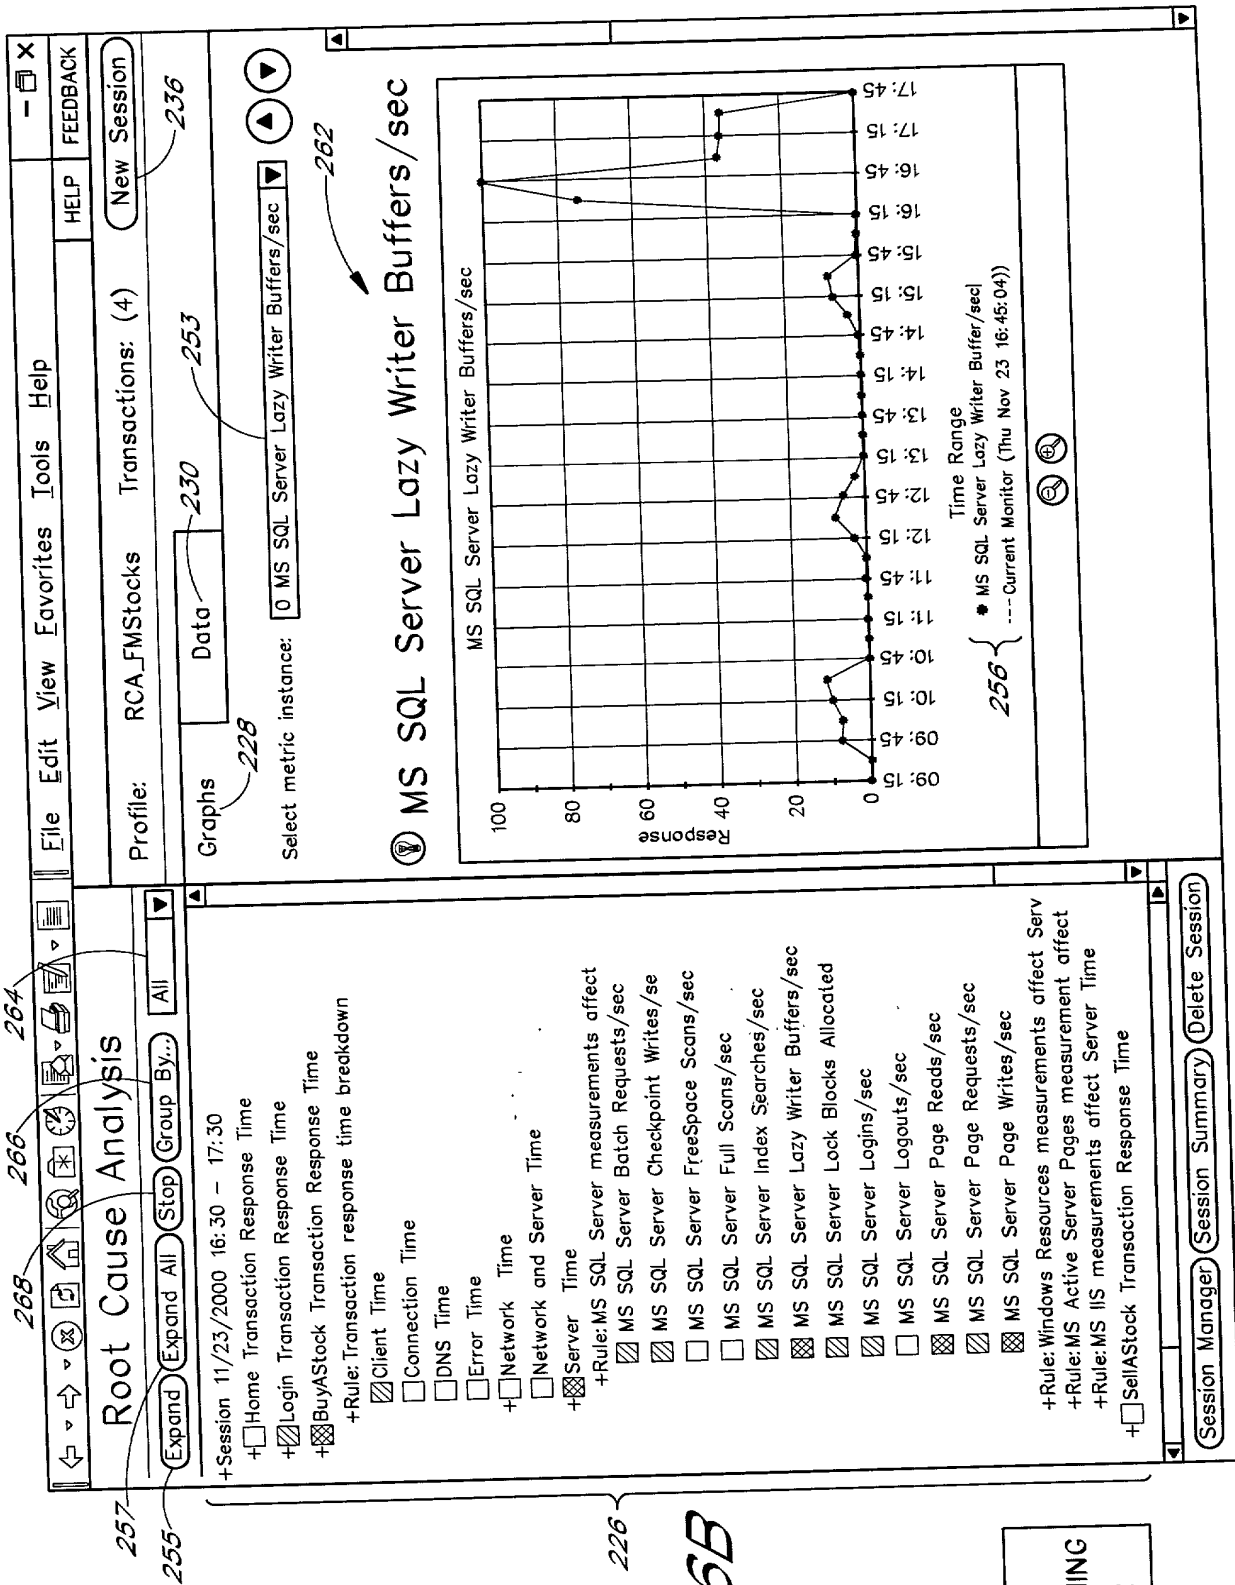 File Edit View Favorites Tools Help
HELP FEEDBACK
Root Cause Analysis
Expand Expand All Stop Group By... All
255
257
268
266
264
Profile: RCA_FMStocks Transactions: (4) New Session
236
Graphs Data
228
230
253
Select metric instance: 0 MS SQL Server Lazy Writer Buffers/sec
MS SQL Server Lazy Writer Buffers/sec
262
+Session 11/23/2000 16:30 - 17:30
+Home Transaction Response Time
+Login Transaction Response Time
+BuyAStock Transaction Response Time
+Rule: Transaction response time breakdown
Client Time
Connection Time
DNS Time
Error Time
+Network Time
Network and Server Time
+Server Time
+Rule: MS SQL Server measurements affect
MS SQL Server Batch Requests/sec
MS SQL Server Checkpoint Writes/se
MS SQL Server FreeSpace Scans/sec
MS SQL Server Full Scans/sec
MS SQL Server Index Searches/sec
MS SQL Server Lazy Writer Buffers/sec
MS SQL Server Lock Blocks Allocated
MS SQL Server Logins/sec
MS SQL Server Logouts/sec
MS SQL Server Page Reads/sec
MS SQL Server Page Requests/sec
MS SQL Server Page Writes/sec
+Rule: Windows Resources measurements affect Serv
+Rule: MS Active Server Pages measurement affect
+Rule: MS IIS measurements affect Server Time
+SellAStock Transaction Response Time
226
MS SQL Server Lazy Writer Buffers/sec
Response
100
80
60
40
20
0
09:15 09:45 10:15 10:45 11:15 11:45 12:15 12:45 13:15 13:45 14:15 14:45 15:15 15:45 16:15 16:45 17:15 17:45
Time Range
MS SQL Server Lazy Writer Buffer/sec|
---Current Monitor (Thu Nov 23 16:45:04))
256
Session Manager Session Summary Delete Session
6B